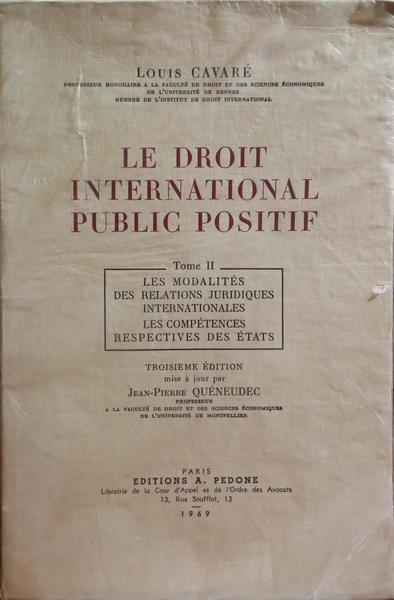 Louis CAVARÉ
PROFESSEUR HONORAIRE A LA FACULTÉ DE DROIT ET DES SCIENCES ÉCONOMIQUES
DE L'UNIVERSITÉ DE RENNES
MEMBRE DE L'INSTITUT DE DROIT INTERNATIONAL
LE DROIT
INTERNATIONAL
PUBLIC POSITIF
Tome II
LES MODALITÉS
DES RELATIONS JURIDIQUES
INTERNATIONALES
LES COMPÉTENCES
RESPECTIVES DES ÉTATS
TROISIEME ÉDITION
mise à jour par
Jean-Pierre QUÉNEUDEC
PROFESSEUR
A LA FACULTÉ DE DROIT ET DES SCIENCES ÉCONOMIQUES
DE L'UNIVERSITÉ DE MONTPELLIER
PARIS
EDITIONS A. PEDONE
Librairie de la Cour d'Appel et de l'Ordre des Avocats
13, Rue Soufflot, 13
1969